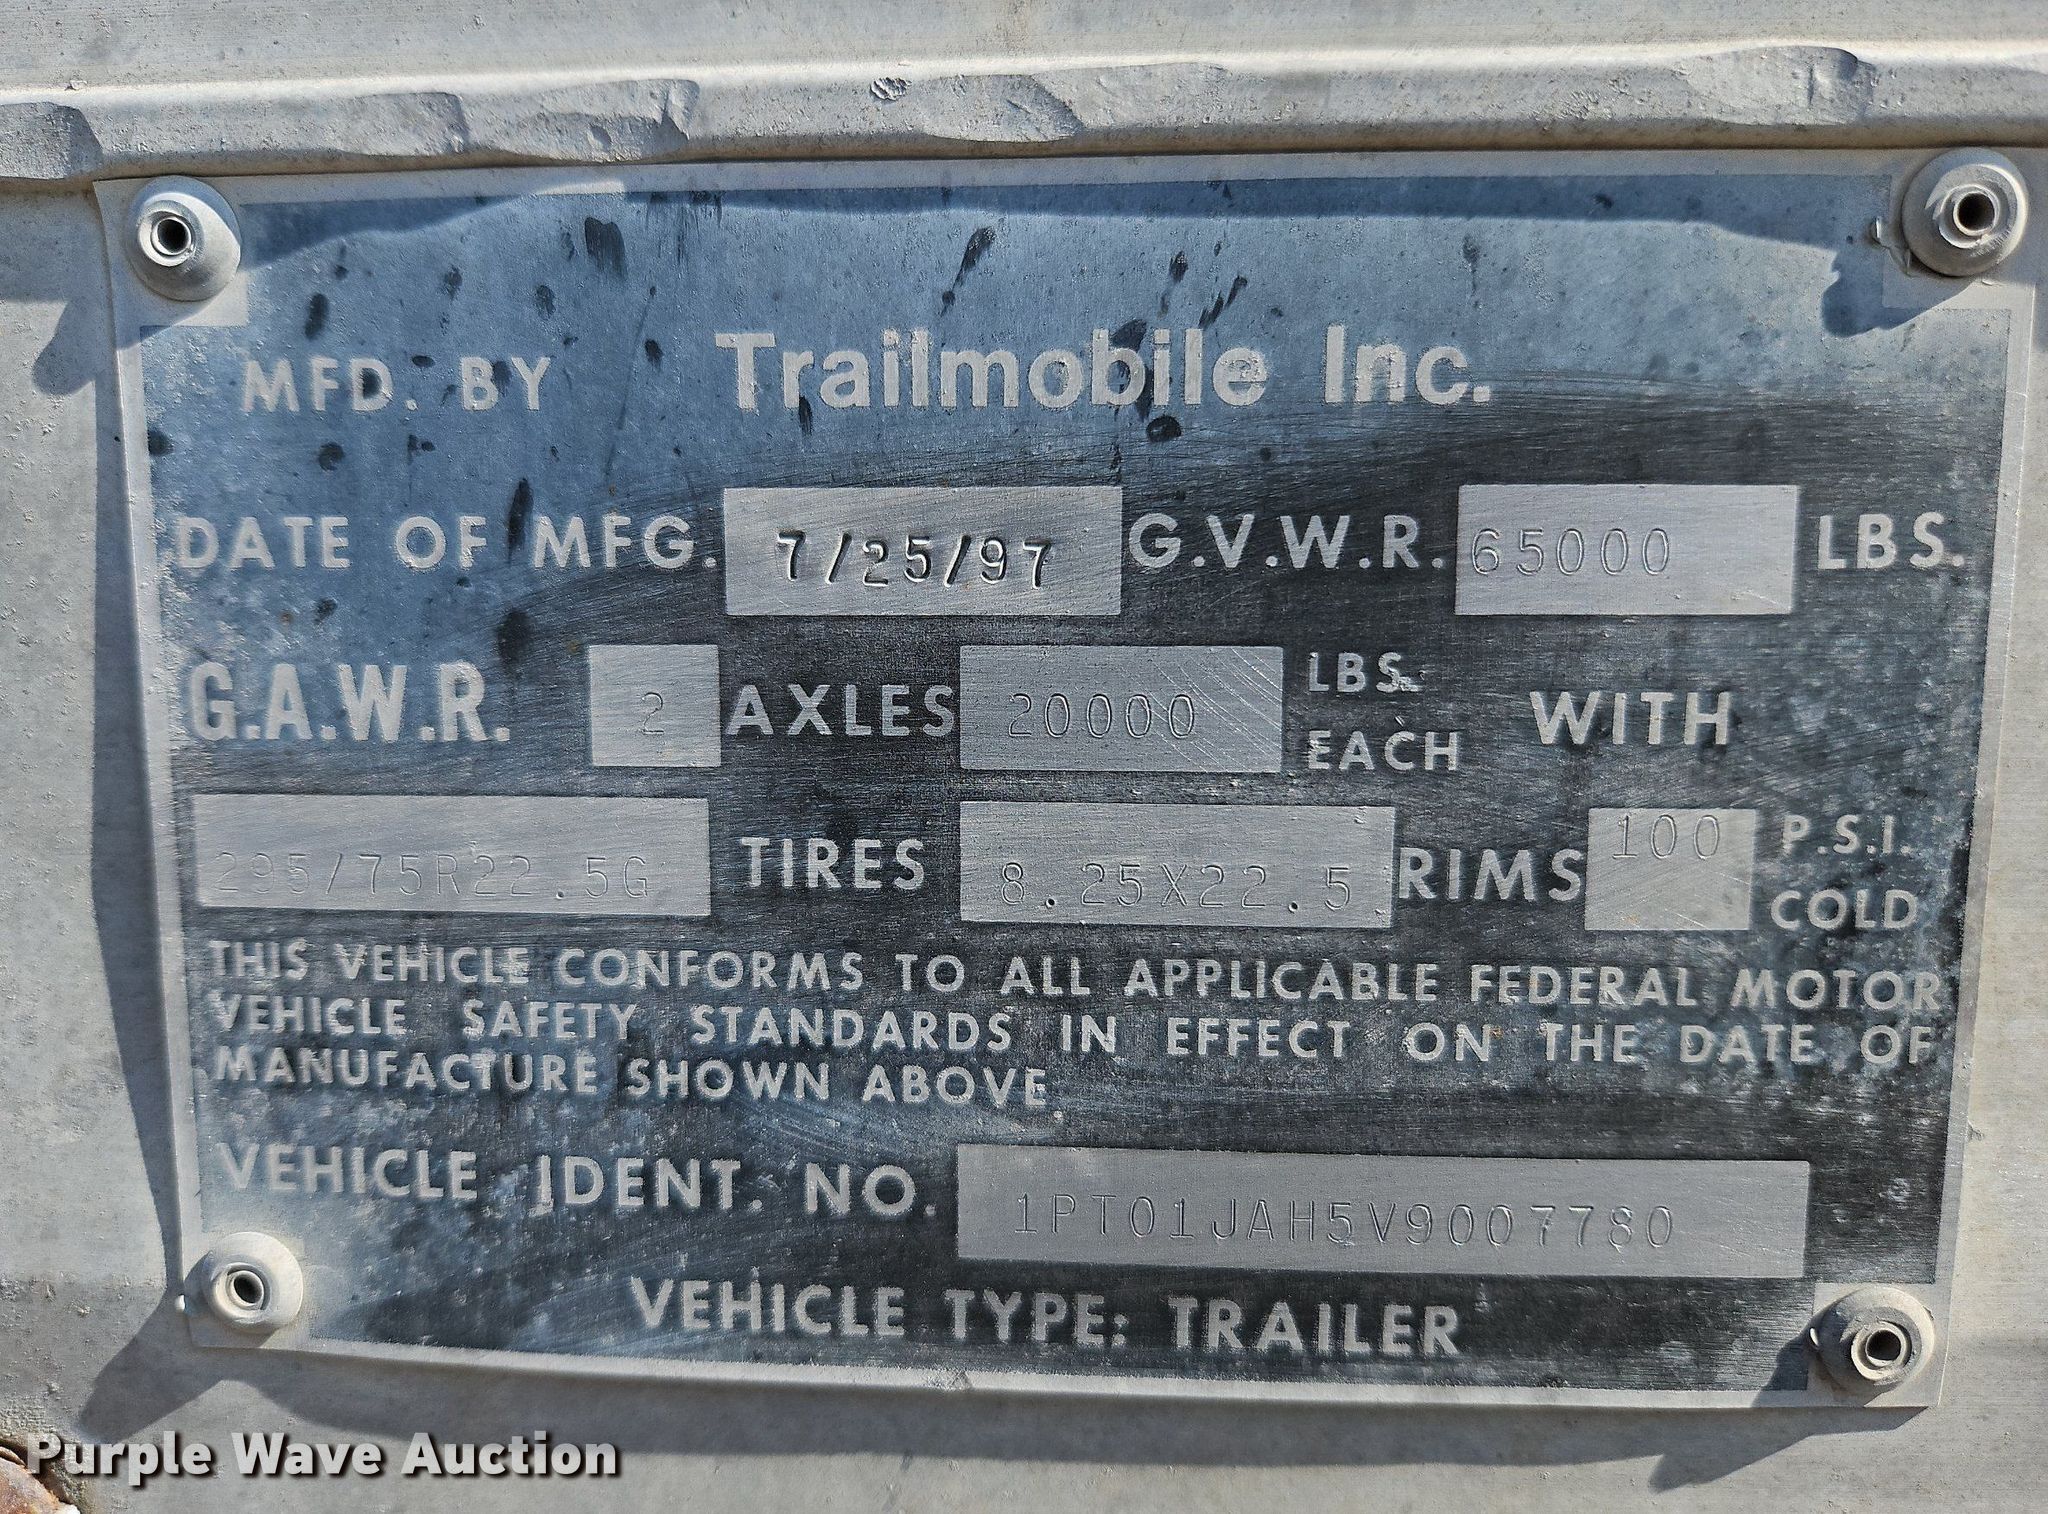 MFD. BY Trailmobile Inc.
DATE OF MFG. 7/25/97 G.V.W.R. 65000 LBS.
G.A.W.R. 2 AXLES 20000 LBS. EACH WITH
295/75R22.5G TIRES 8.25X22.5 RIMS 100 P.S.I. COLD
THIS VEHICLE CONFORMS TO ALL APPLICABLE FEDERAL MOTOR
VEHICLE SAFETY STANDARDS IN EFFECT ON THE DATE OF
MANUFACTURE SHOWN ABOVE.
VEHICLE IDENT. NO. 1PT01JAH5V9007780
VEHICLE TYPE: TRAILER
Purple Wave Auction